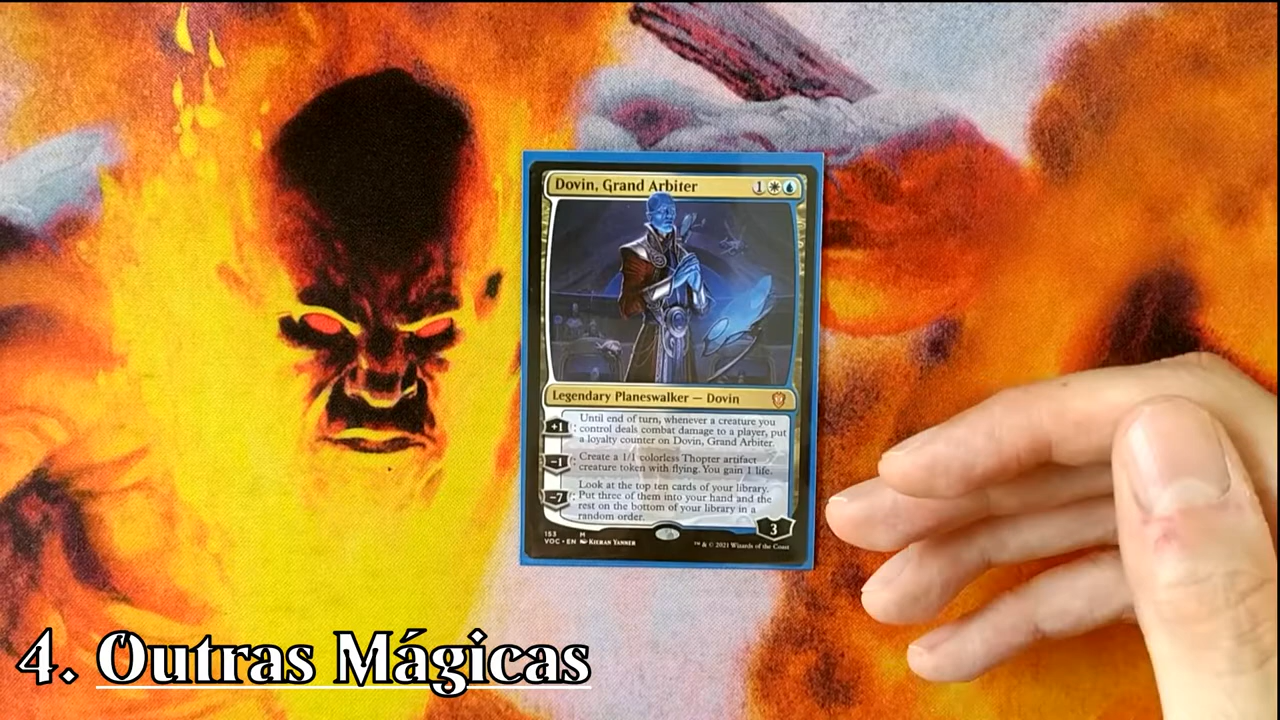 Dovin, Grand Arbiter 1
Legendary Planeswalker — Dovin
+1: Until end of turn, whenever a creature you
control deals combat damage to a player, put
a loyalty counter on Dovin, Grand Arbiter.
−1: Create a 1/1 colorless Thopter artifact
creature token with flying. You gain 1 life.
−7: Look at the top ten cards of your library.
Put three of them into your hand and the
rest on the bottom of your library in a
random order.
3
153 M
VOC • EN Kieran Yanner
™ & © 2021 Wizards of the Coast
4. Outras Mágicas